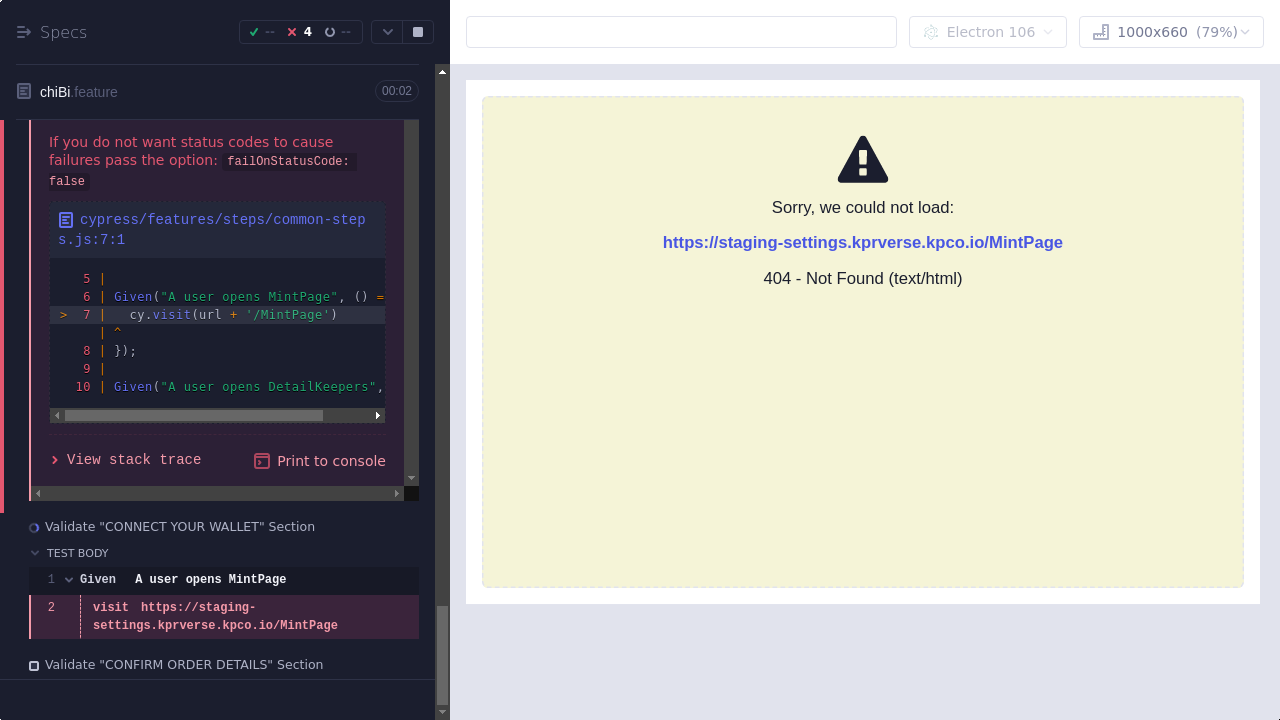 Specs
-- 4 --
Electron 106
1000x660 (79%)
chiBi.feature
00:02
If you do not want status codes to cause
failures pass the option: failOnStatusCode:
false
cypress/features/steps/common-step
s.js:7:1
5 |
6 | Given("A user opens MintPage", () =
> 7 | cy.visit(url + '/MintPage')
| ^
8 | });
9 |
10 | Given("A user opens DetailKeepers",
View stack trace
Print to console
Validate "CONNECT YOUR WALLET" Section
TEST BODY
1 Given A user opens MintPage
2 visit https://staging-
settings.kprverse.kpco.io/MintPage
Validate "CONFIRM ORDER DETAILS" Section
Sorry, we could not load:
https://staging-settings.kprverse.kpco.io/MintPage
404 - Not Found (text/html)